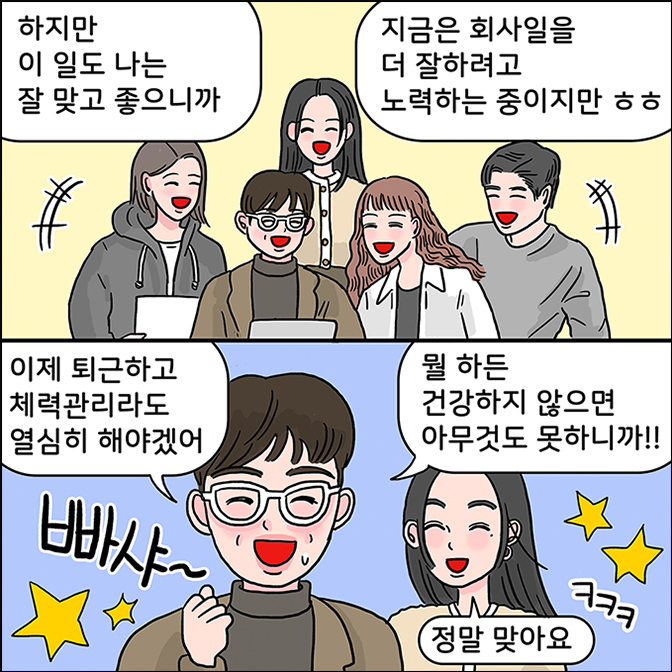 하지만
이 일도 나는
잘 맞고 좋으니까
지금은 회사일을
더 잘하려고
노력하는 중이지만 ㅎㅎ
이제 퇴근하고
체력관리라도
열심히 해야겠어
뭘 하든
건강하지 않으면
아무것도 못하니까!!
빠샤~
ㅋㅋㅋ
정말 맞아요